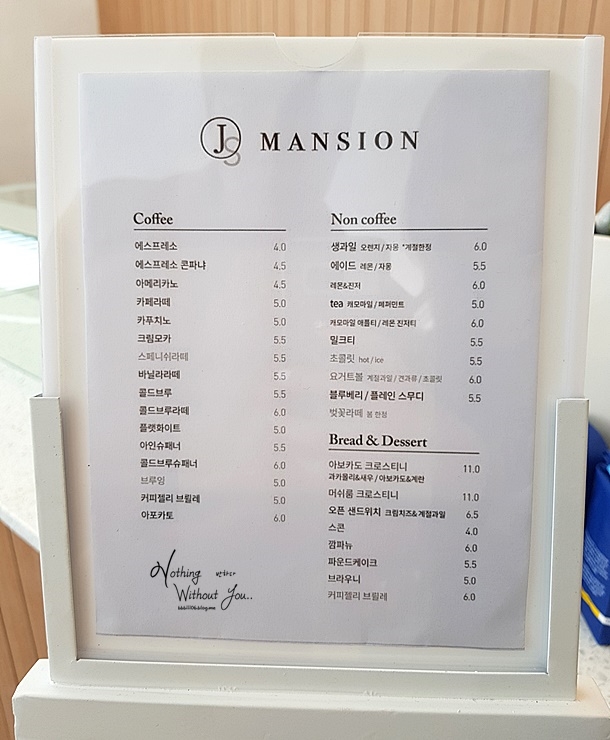 JS MANSION
Coffee
에스프레소 4.0
에스프레소 콘파냐 4.5
아메리카노 4.5
카페라떼 5.0
카푸치노 5.0
크림모카 5.5
스페니쉬라떼 5.5
바닐라라떼 5.5
콜드브루 5.0
콜드브루라떼 6.0
플랫화이트 5.0
아인슈패너 5.5
콜드브루슈패너 6.0
브루잉 5.0
커피젤리 브륄레 5.0
아포카토 6.0
Non coffee
생과일 오렌지 / 자몽 *계절한정 6.0
에이드 레몬 / 자몽 5.5
레몬&진저 6.0
tea 캐모마일 / 페퍼민트 5.0
캐모마일 애플티 / 레몬 진저티 6.0
밀크티 5.5
초콜릿 hot / ice 5.5
요거트볼 계절과일 / 견과류 / 초콜릿 6.0
블루베리 / 플레인 스무디 5.5
벚꽃라떼 봄 한정
Bread & Dessert
아보카도 크로스티니 11.0
과카몰리&새우 / 아보카도&계란
머쉬룸 크로스티니 11.0
오픈 샌드위치 크림치즈&계절과일 6.5
스콘 4.0
깜파뉴 6.0
파운드케이크 5.5
브라우니 5.0
커피젤리 브륄레 6.0
Nothing 반하다
Without You..